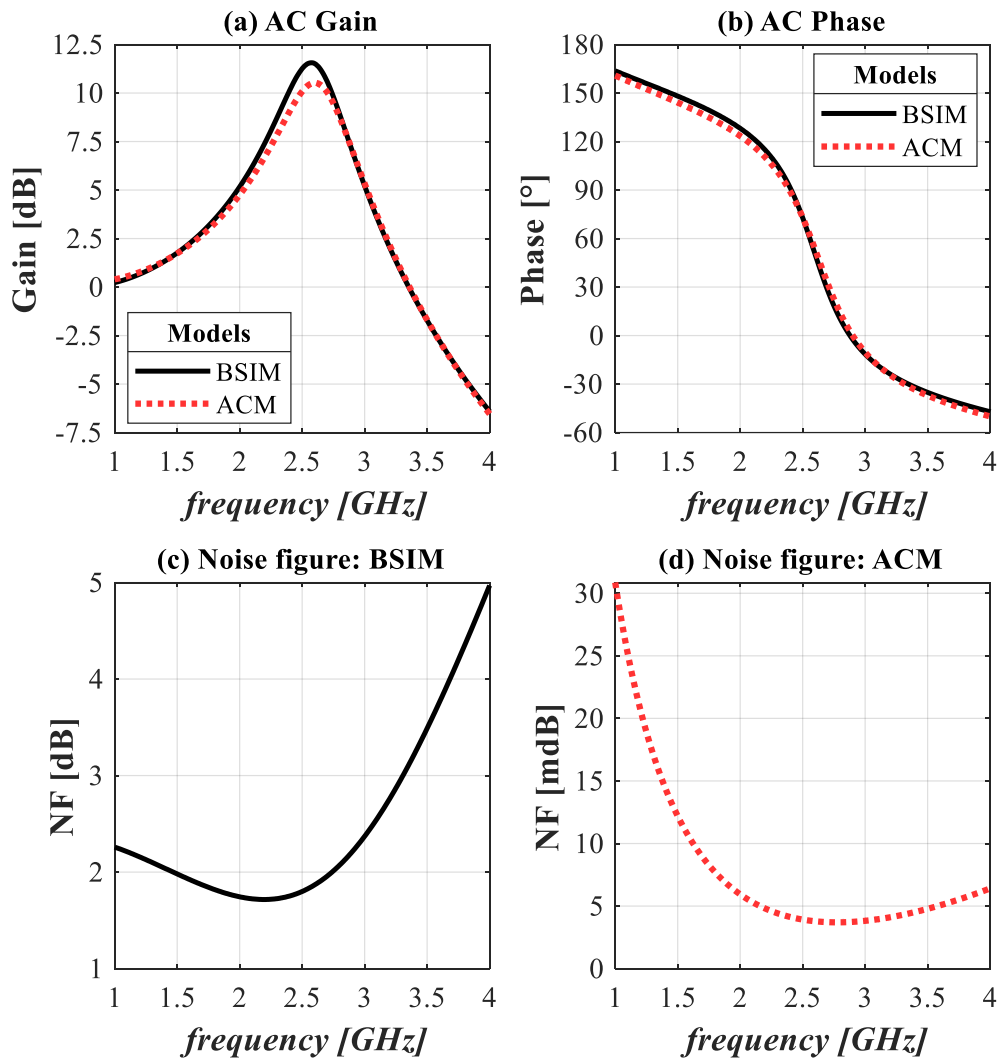 (a) AC Gain
12.5
10
7.5
5
2.5
0
-2.5
-5
-7.5
Gain [dB]
Models
BSIM
ACM
1 1.5 2 2.5 3 3.5 4
frequency [GHz]
(b) AC Phase
180
150
120
90
60
30
0
-30
-60
Phase [°]
Models
BSIM
ACM
1 1.5 2 2.5 3 3.5 4
frequency [GHz]
(c) Noise figure: BSIM
5
4
3
2
1
NF [dB]
1 1.5 2 2.5 3 3.5 4
frequency [GHz]
(d) Noise figure: ACM
30
25
20
15
10
5
0
NF [mdB]
1 1.5 2 2.5 3 3.5 4
frequency [GHz]